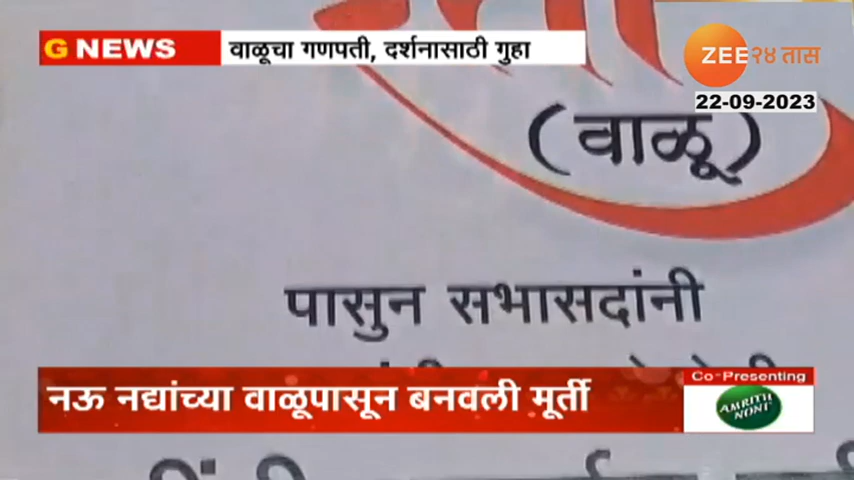 G NEWS
वाळूचा गणपती, दर्शनासाठी गुहा
ZEE २४ तास
22-09-2023
(वाळू)
पासुन सभासदांनी
नऊ नद्यांच्या वाळूपासून बनवली मूर्ती
Co-Presenting
AMRITH
NONI